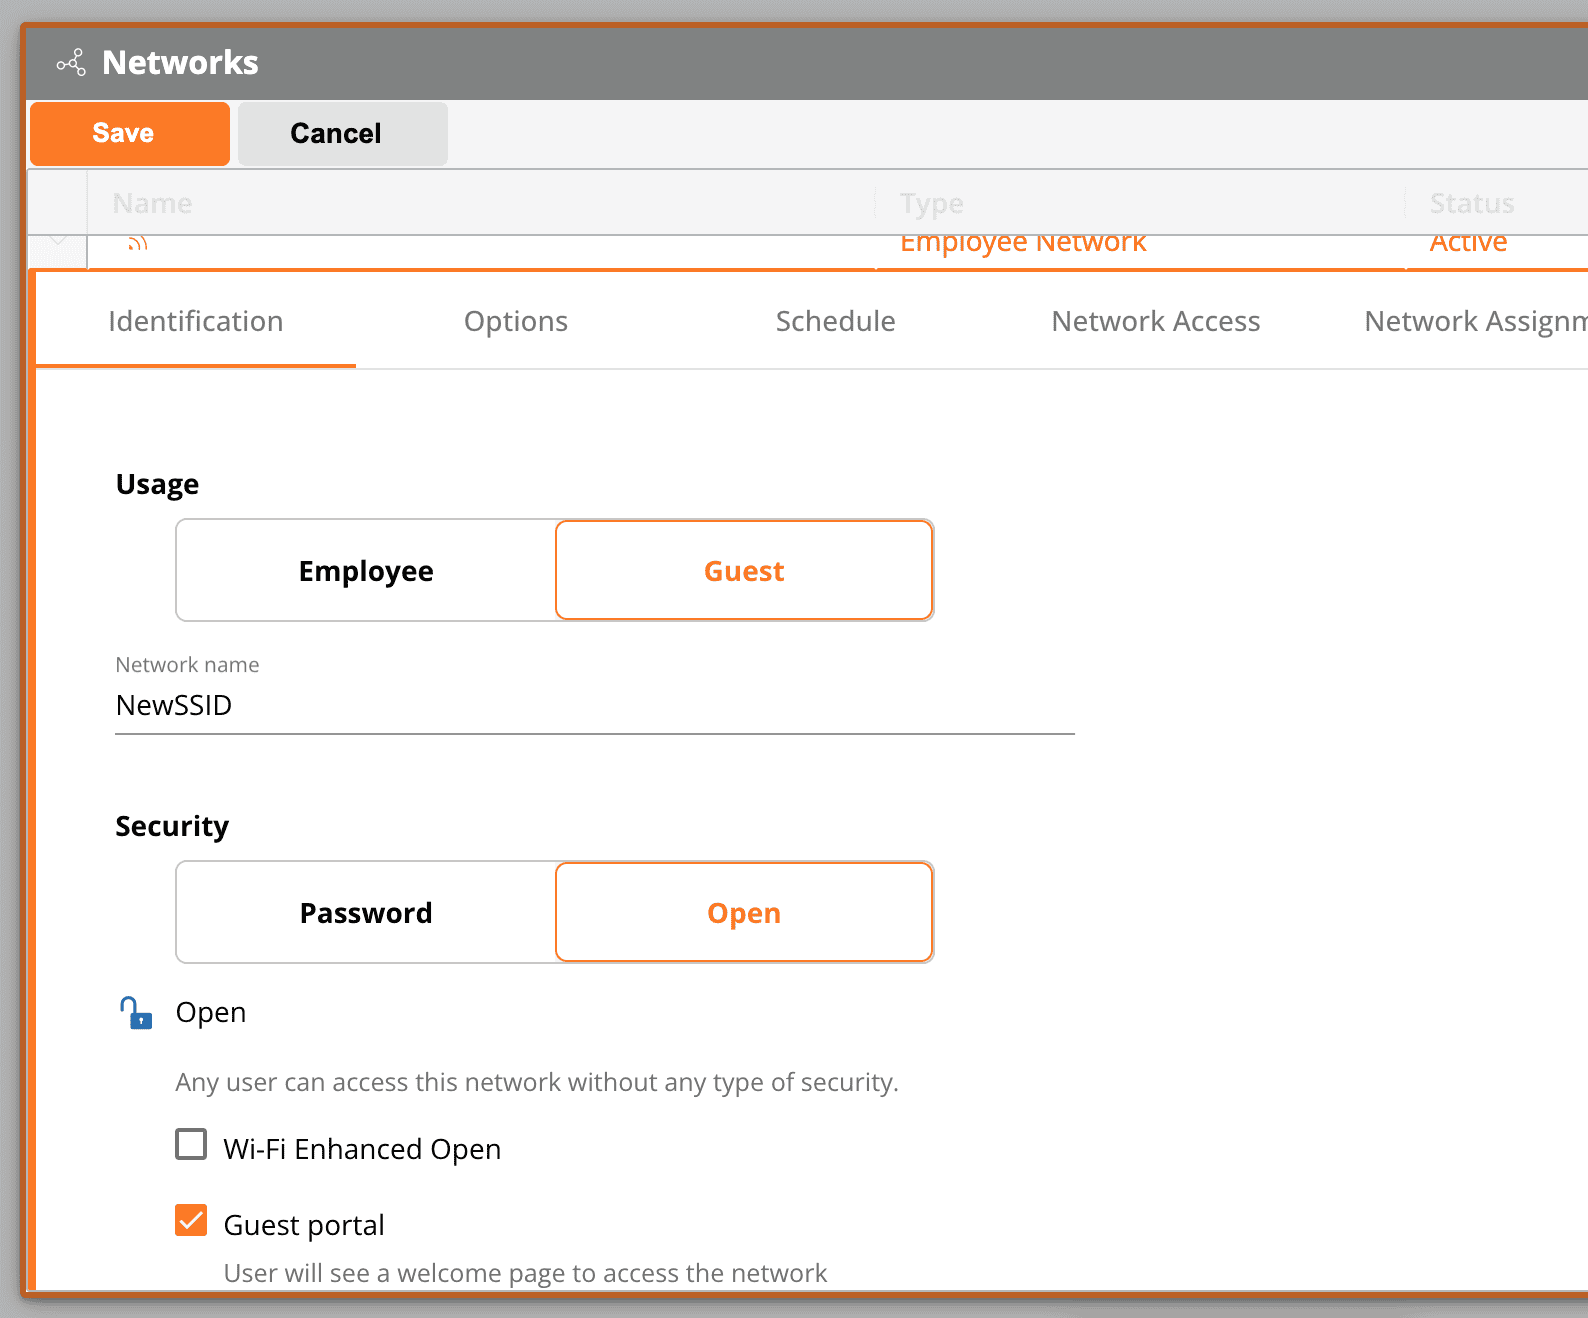 Networks
Save Cancel
Name Type Status
Employee Network Active
Identification Options Schedule Network Access Network Assignm
Usage
Employee Guest
Network name
NewSSID
Security
Password Open
Open
Any user can access this network without any type of security.
Wi-Fi Enhanced Open
Guest portal
User will see a welcome page to access the network